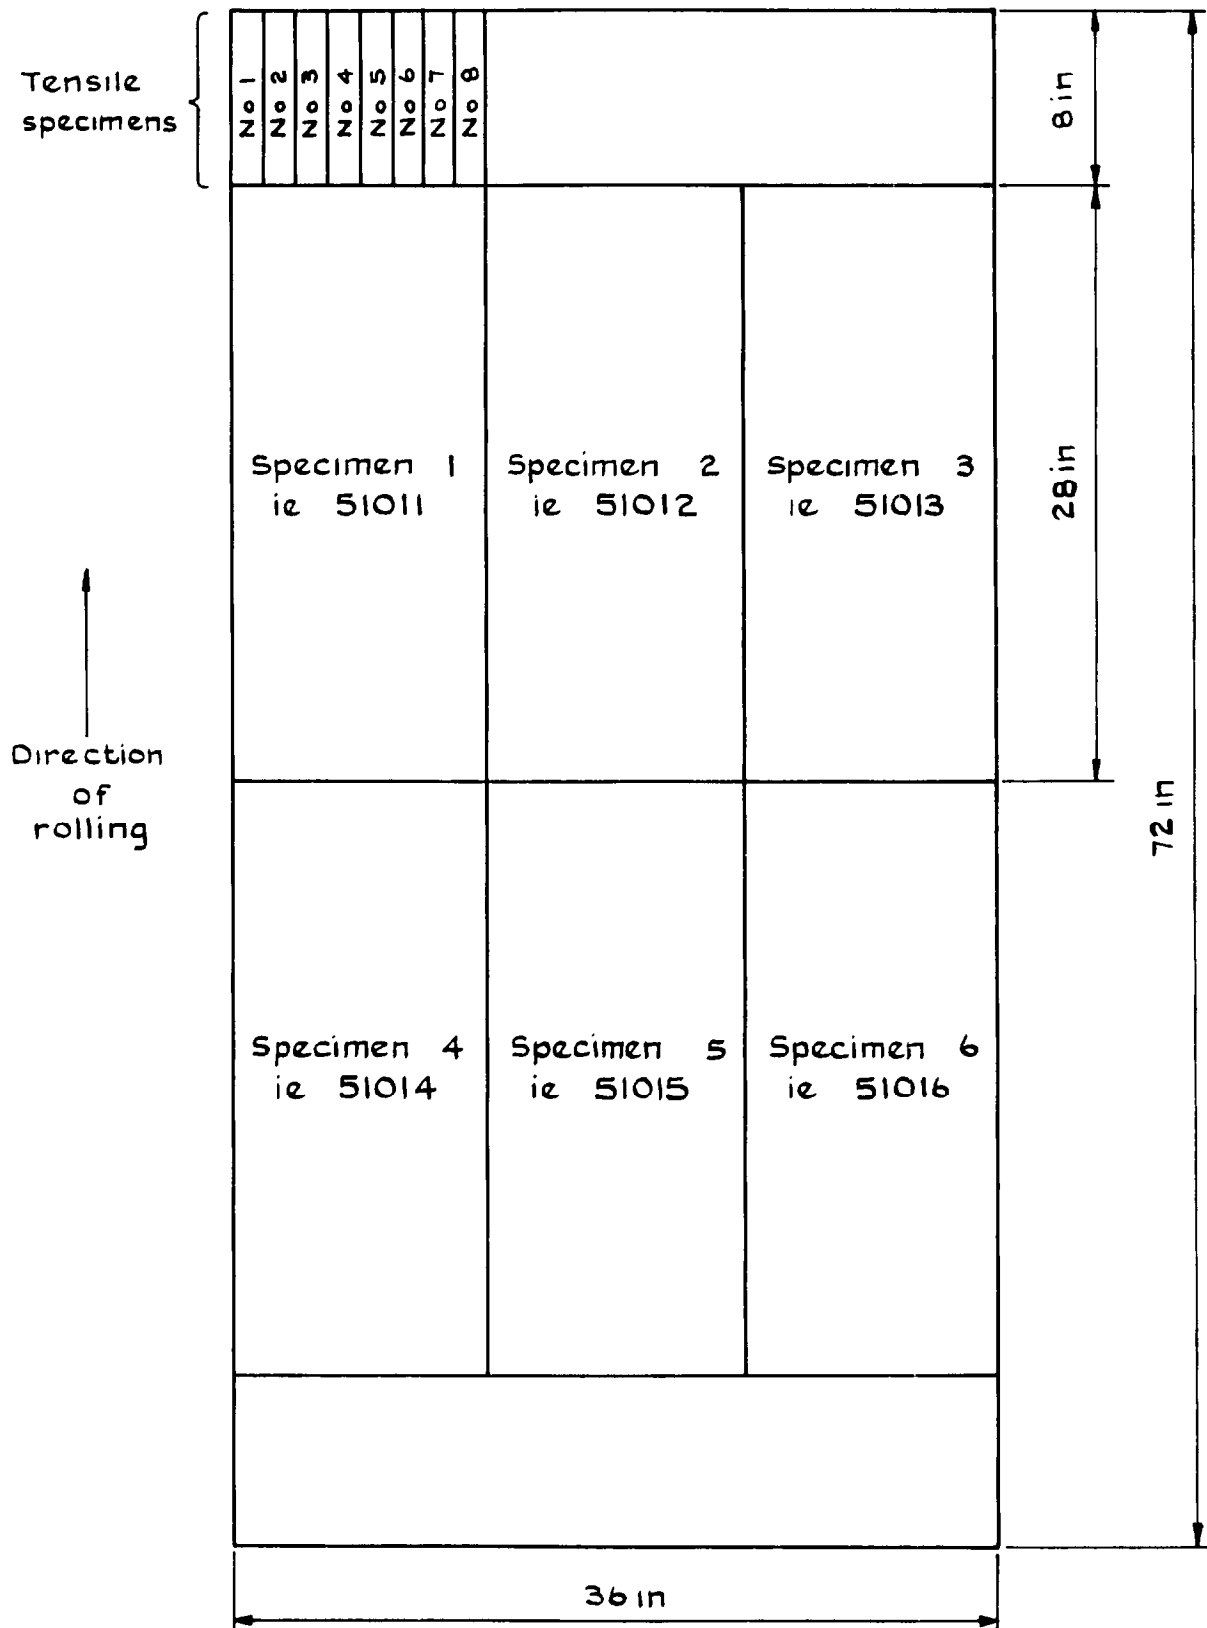 Tensile
specimens
No 1
No 2
No 3
No 4
No 5
No 6
No 7
No 8
8 in
Specimen 1
ie 51011
Specimen 2
ie 51012
Specimen 3
ie 51013
28 in
Direction
of
rolling
72 in
Specimen 4
ie 51014
Specimen 5
ie 51015
Specimen 6
ie 51016
36 in